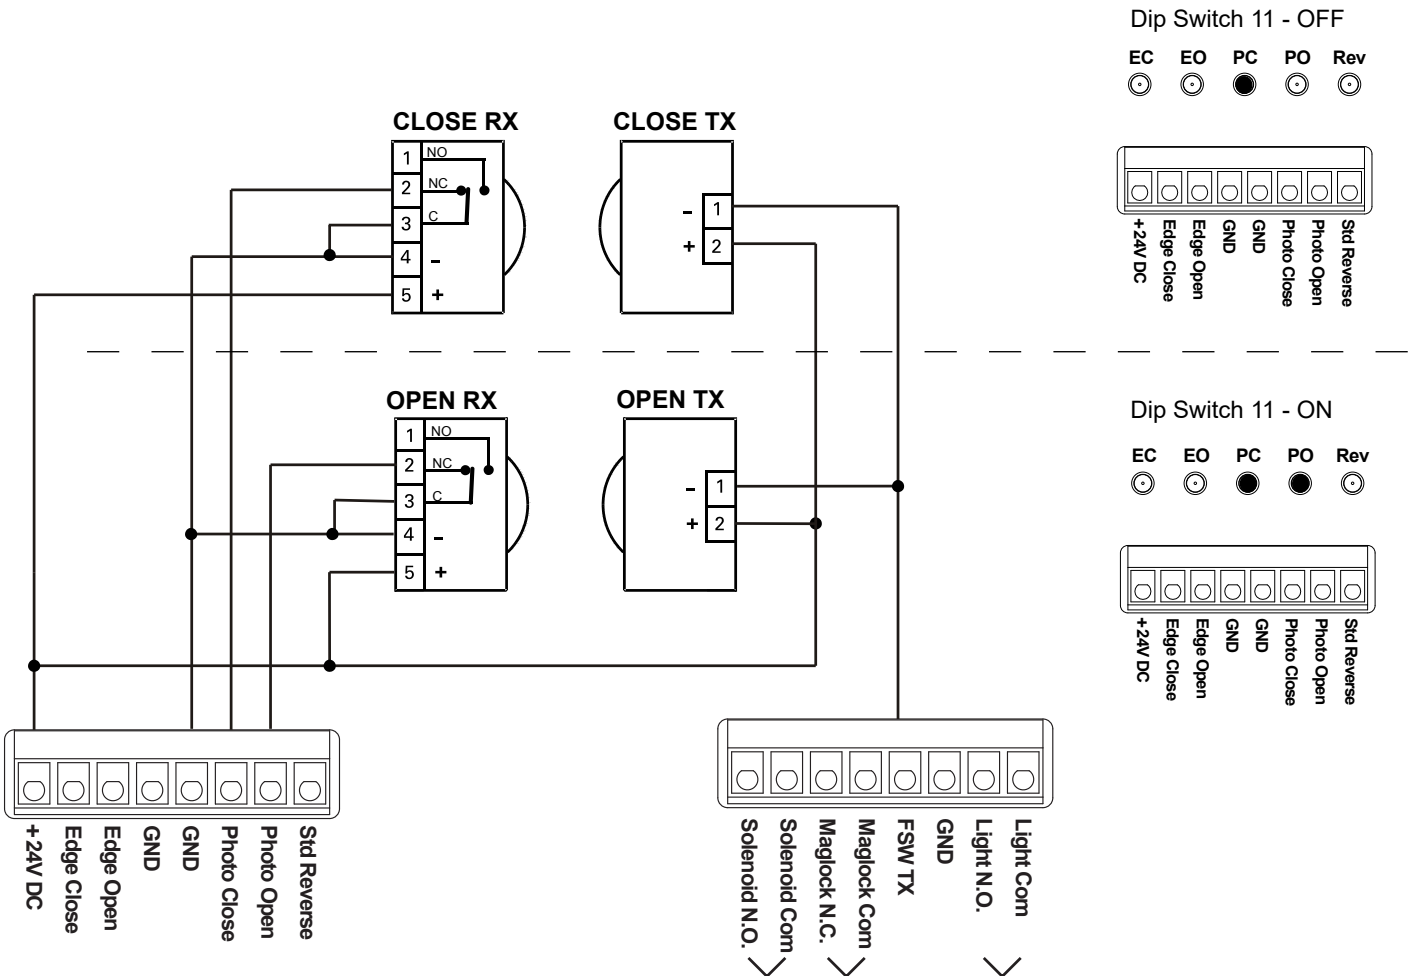 Dip Switch 11 - OFF
EC EO PC PO Rev
+24V DC
Edge Close
Edge Open
GND
GND
Photo Close
Photo Open
Std Reverse
CLOSE RX
1 NO
2 NC
3 C
4 -
5 +
CLOSE TX
- 1
+ 2
OPEN RX
1 NO
2 NC
3 C
4 -
5 +
OPEN TX
- 1
+ 2
Dip Switch 11 - ON
EC EO PC PO Rev
+24V DC
Edge Close
Edge Open
GND
GND
Photo Close
Photo Open
Std Reverse
+24V DC
Edge Close
Edge Open
GND
GND
Photo Close
Photo Open
Std Reverse
Solenoid N.O.
Solenoid Com
Maglock N.C.
Maglock Com
FSW TX
GND
Light N.O.
Light Com